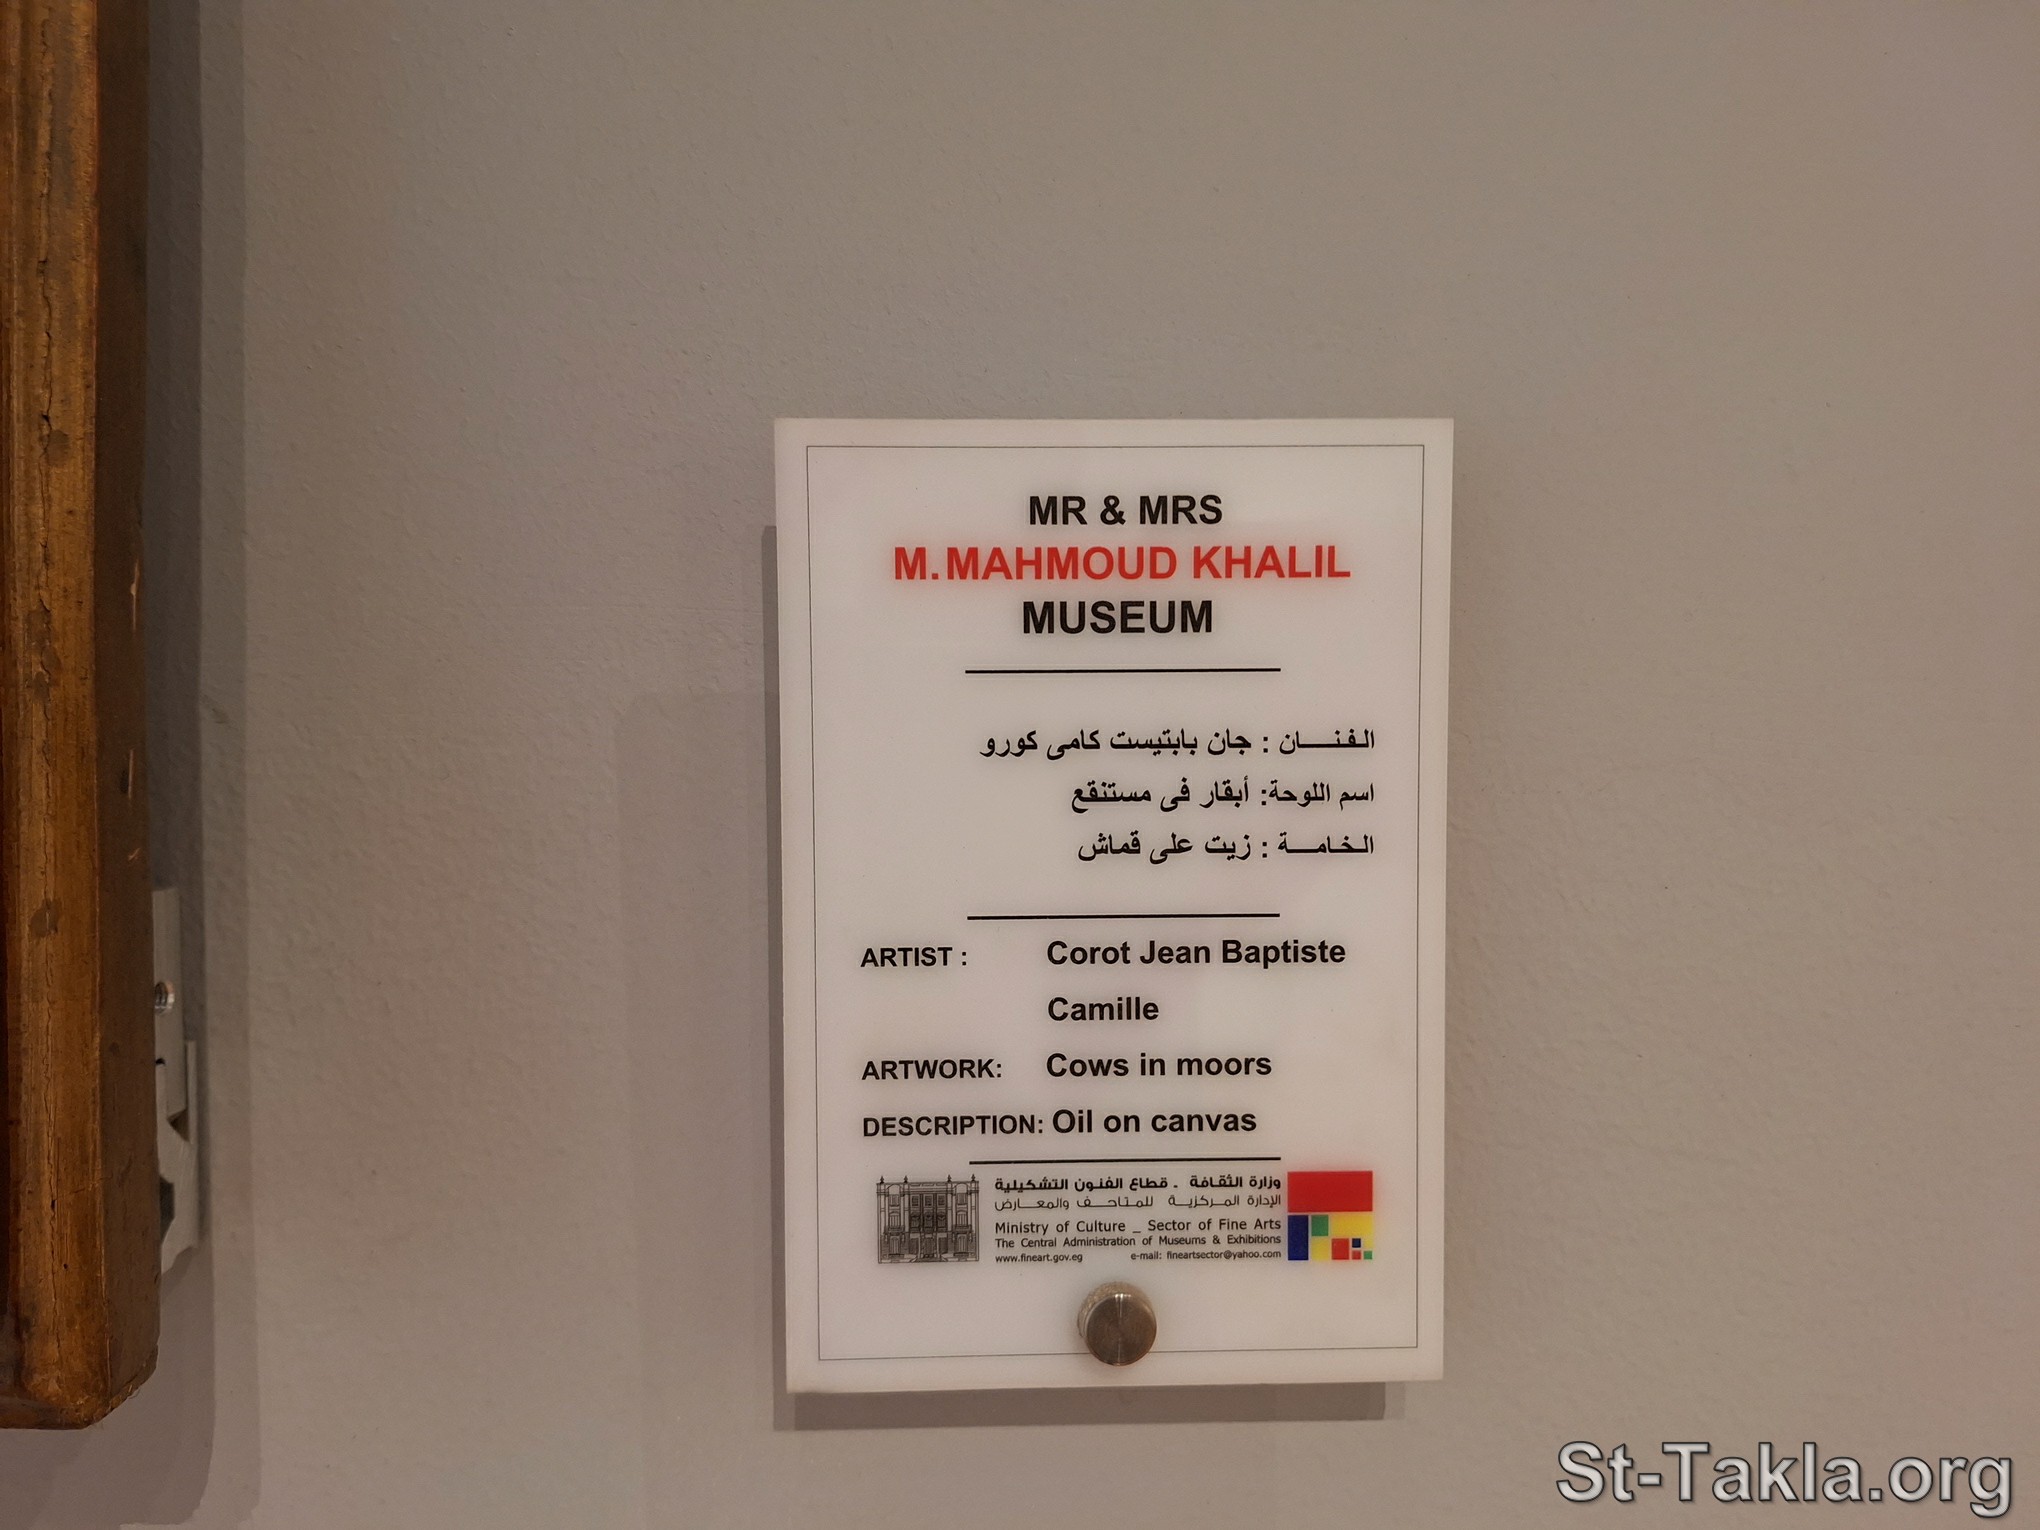 MR & MRS
M.MAHMOUD KHALIL
MUSEUM
الفنــــان : جان بابتيست كامى كورو
اسم اللوحة: أبقار فى مستنقع
الخامــــة : زيت على قماش
ARTIST : Corot Jean Baptiste
Camille
ARTWORK: Cows in moors
DESCRIPTION: Oil on canvas
وزارة الثقافة - قطاع الفنون التشكيلية
الإدارة المركزية للمتاحف والمعارض
Ministry of Culture _ Sector of Fine Arts
The Central Administration of Museums & Exhibitions
www.fineart.gov.eg e-mail: fineartsector@yahoo.com
St-Takla.org